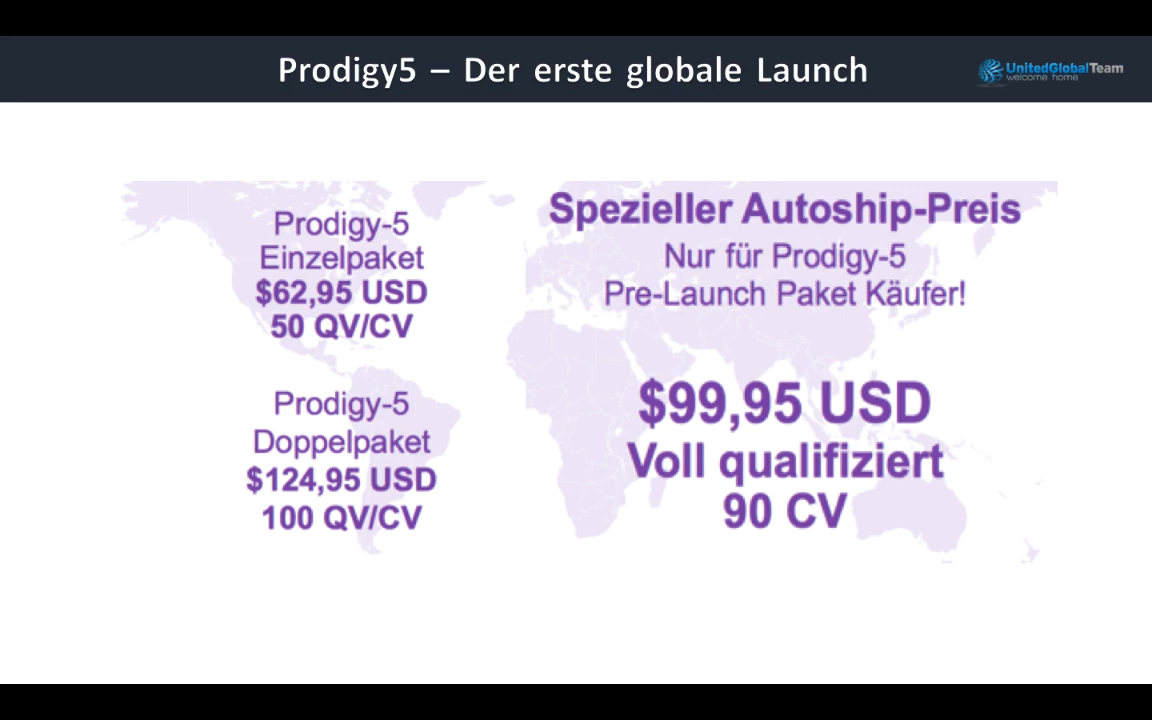 Prodigy5 – Der erste globale Launch
UnitedGlobalTeam
welcome home
Prodigy-5
Einzelpaket
$62,95 USD
50 QV/CV
Prodigy-5
Doppelpaket
$124,95 USD
100 QV/CV
Spezieller Autoship-Preis
Nur für Prodigy-5
Pre-Launch Paket Käufer!
$99,95 USD
Voll qualifiziert
90 CV